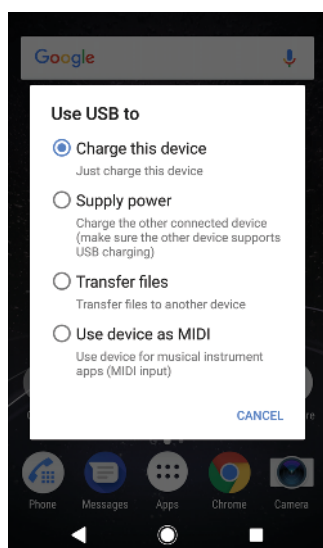 Google
Use USB to
Charge this device
Just charge this device
Supply power
Charge the other connected device
(make sure the other device supports
USB charging)
Transfer files
Transfer files to another device
Use device as MIDI
Use device for musical instrument
apps (MIDI input)
CANCEL
Phone Messages Apps Chrome Camera